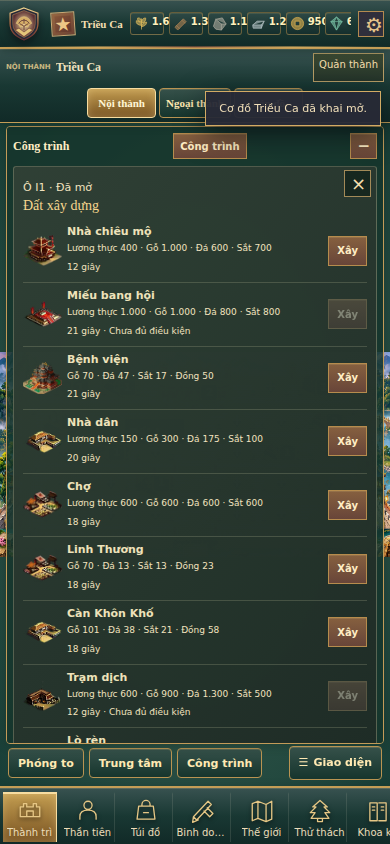 Triều Ca
1.6
1.3
1.1
1.2
950
NỘI THÀNH Triều Ca
Quản thành
Nội thành
Ngoại th
Cơ đồ Triều Ca đã khai mở.
Công trình
Công trình
Ô I1 · Đã mở
Đất xây dựng
Nhà chiêu mộ
Lương thực 400 · Gỗ 1.000 · Đá 600 · Sắt 700
12 giây
Xây
Miếu bang hội
Lương thực 1.000 · Gỗ 1.000 · Đá 800 · Sắt 800
21 giây · Chưa đủ điều kiện
Xây
Bệnh viện
Gỗ 70 · Đá 47 · Sắt 17 · Đồng 50
21 giây
Xây
Nhà dân
Lương thực 150 · Gỗ 300 · Đá 175 · Sắt 100
20 giây
Xây
Chợ
Lương thực 600 · Gỗ 600 · Đá 600 · Sắt 600
18 giây
Xây
Linh Thương
Gỗ 70 · Đá 13 · Sắt 13 · Đồng 23
18 giây
Xây
Càn Khôn Khố
Gỗ 101 · Đá 38 · Sắt 21 · Đồng 58
18 giây
Xây
Trạm dịch
Lương thực 600 · Gỗ 900 · Đá 1.300 · Sắt 500
12 giây · Chưa đủ điều kiện
Xây
Lò rèn
Phóng to
Trung tâm
Công trình
☰ Giao diện
Thành trì
Thần tiên
Túi đồ
Binh do…
Thế giới
Thử thách
Khoa k